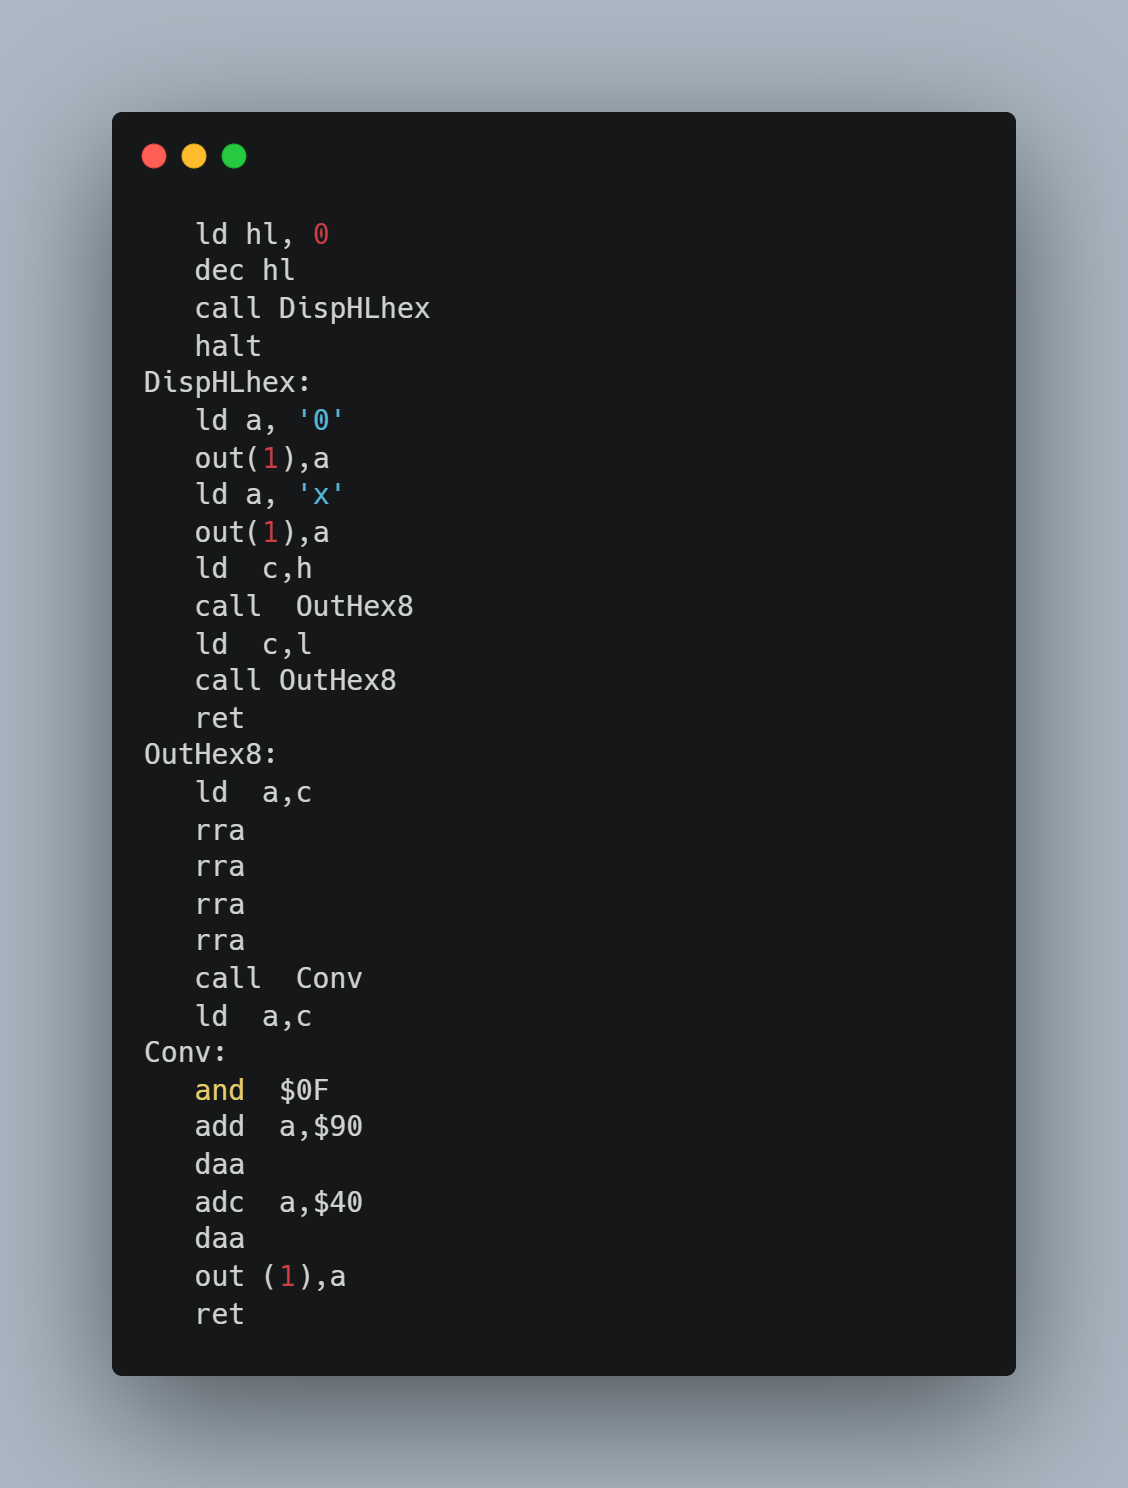 ld hl, 0
   dec hl
   call DispHLhex
   halt
DispHLhex:
   ld a, '0'
   out(1),a
   ld a, 'x'
   out(1),a
   ld  c,h
   call  OutHex8
   ld  c,l
   call OutHex8
   ret
OutHex8:
   ld  a,c
   rra
   rra
   rra
   rra
   call  Conv
   ld  a,c
Conv:
   and  $0F
   add  a,$90
   daa
   adc  a,$40
   daa
   out (1),a
   ret